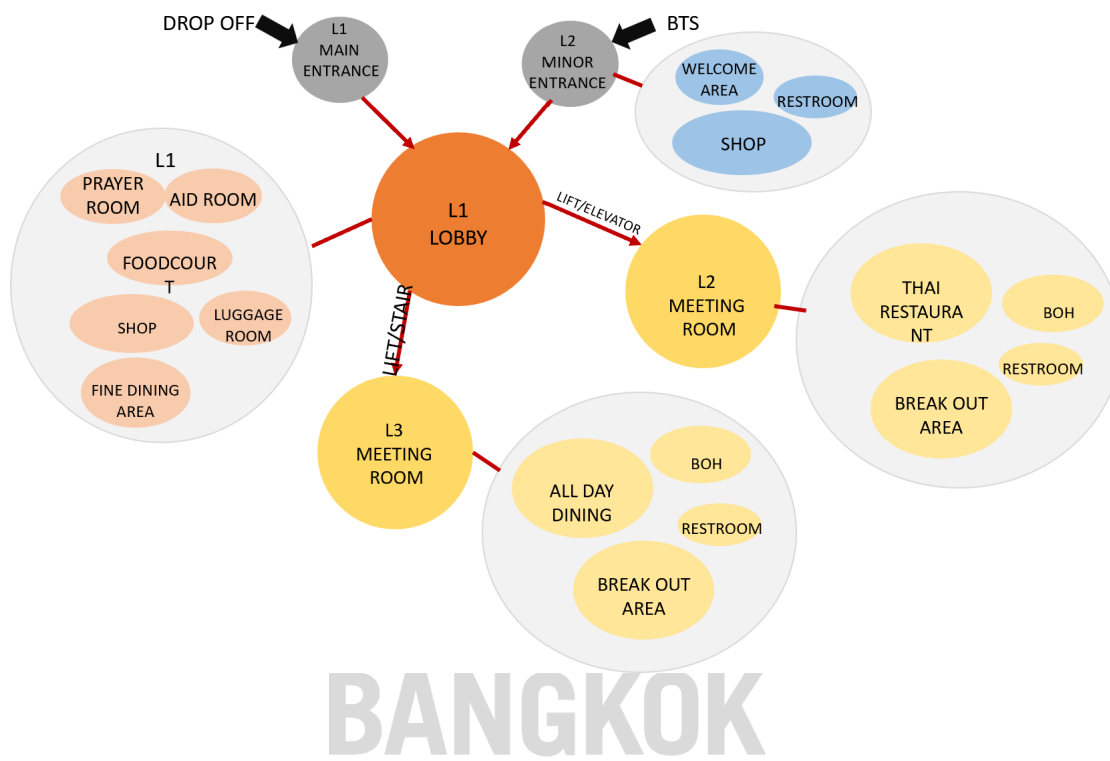 DROP OFF
L1
MAIN
ENTRANCE
L2
MINOR
ENTRANCE
BTS
WELCOME
AREA
RESTROOM
SHOP
L1
PRAYER
ROOM
AID ROOM
FOODCOUR
T
SHOP
LUGGAGE
ROOM
FINE DINING
AREA
L1
LOBBY
LIFT/ELEVATOR
LIFT/STAIR
L2
MEETING
ROOM
THAI
RESTAURA
NT
BOH
RESTROOM
BREAK OUT
AREA
L3
MEETING
ROOM
ALL DAY
DINING
BOH
RESTROOM
BREAK OUT
AREA
BANGKOK